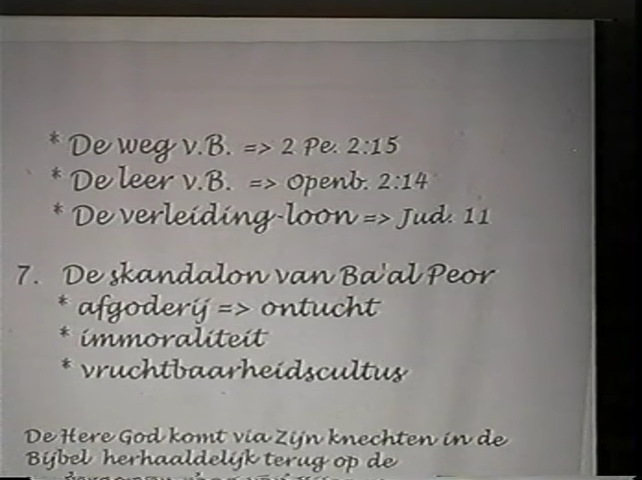 * De weg v.B. => 2 Pe. 2:15
* De leer v.B. => Openb. 2:14
* De verleiding-loon => Jud. 11
7. De skandalon van Ba'al Peor
* afgoderij => ontucht
* immoraliteit
* vruchtbaarheidscultus
De Here God komt via Zijn knechten in de
Bijbel herhaaldelijk terug op de